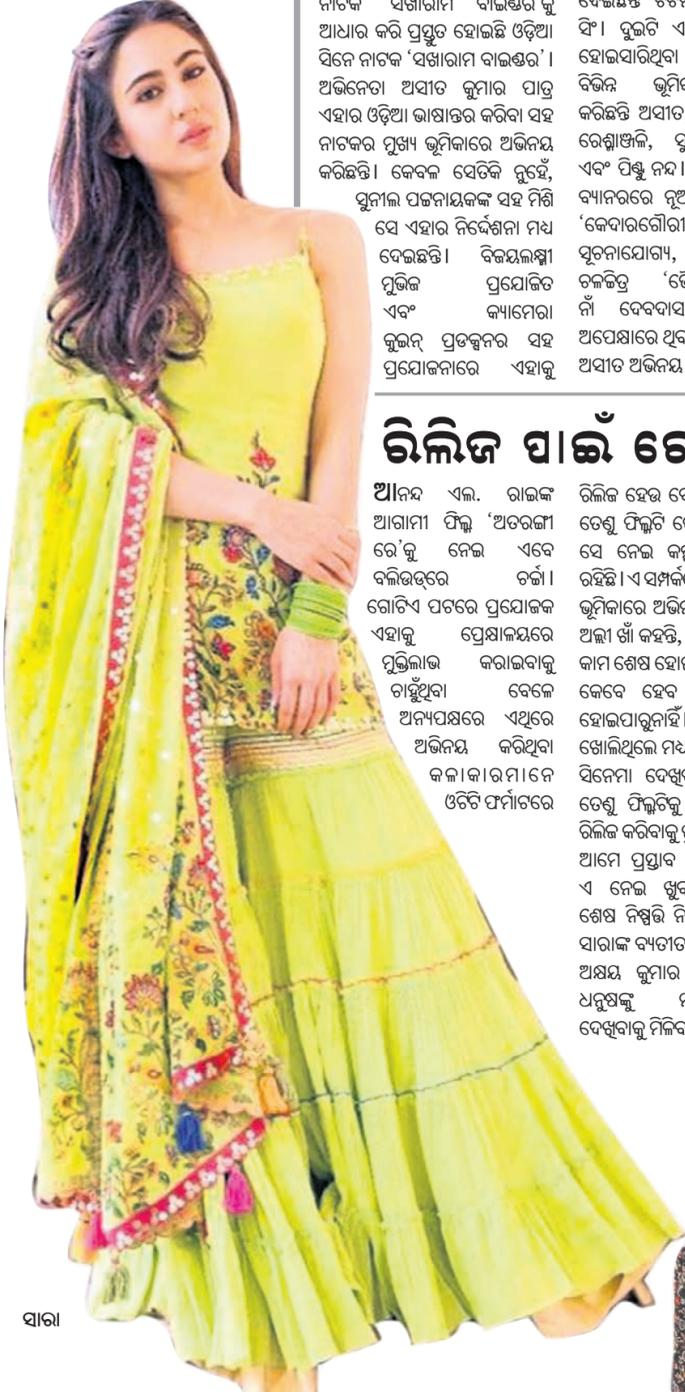 ନାଟକ ‘ସଖାରାମ ବାଇଣ୍ଡର’କୁ
ଆଧାର କରି ପ୍ରସ୍ତୁତ ହୋଇଛି ଓଡ଼ିଆ
ସିନେ ନାଟକ ‘ସଖାରାମ ବାଇଣ୍ଡର’।
ଅଭିନେତା ଅସୀତ କୁମାର ପାତ୍ର
ଏହାର ଓଡ଼ିଆ ଭାଷାନ୍ତର କରିବା ସହ
ନାଟକର ମୁଖ୍ୟ ଭୂମିକାରେ ଅଭିନୟ
କରିଛନ୍ତି। କେବଳ ସେତିକି ନୁହେଁ,
ସୁନୀଲ ପଟ୍ଟନାୟକଙ୍କ ସହ ମିଶି
ସେ ଏହାର ନିର୍ଦ୍ଦେଶନା ମଧ୍ୟ
ଦେଇଛନ୍ତି। ବିଜୟଲକ୍ଷ୍ମୀ
ମୁଭିଜ ପ୍ରଯୋଜିତ
ଏବଂ କ୍ୟାମେରା
କୁଇନ୍ ପ୍ରଡକ୍ସନର ସହ
ପ୍ରଯୋଜନାରେ ଏହାକୁ
ସିଂ। ଦୁଇଟି
ହୋଇସାରିଥିବା
ବିଭିନ୍ନ
କରିଛନ୍ତି ଅସୀତ
ରେଶ୍ମାଞ୍ଜଳି,
ଏବଂ ପିଣ୍ଟୁ ନନ୍ଦ।
ବ୍ୟାନରରେ
‘କେଦାରଗୌରୀ
ସୂଚନାଯୋଗ୍ୟ,
ଚଳଚ୍ଚିତ୍ର
ନାଁ ଦେବଦାସ
ଅପେକ୍ଷାରେ
ଅସୀତ ଅଭିନୟ
ରିଲିଜ ପାଇଁ
ଆନନ୍ଦ ଏଲ. ରାଇଙ୍କ
ଆଗାମୀ ଫିଲ୍ମ ‘ଅତରଙ୍ଗୀ
ରେ’କୁ ନେଇ ଏବେ
ବଲିଉଡ୍‌ରେ ଚର୍ଚ୍ଚା।
ଗୋଟିଏ ପଟରେ ପ୍ରଯୋଜକ
ଏହାକୁ ପ୍ରେକ୍ଷାଳୟରେ
ମୁକ୍ତିଲାଭ କରାଇବାକୁ
ଚାହୁଁଥିବା ବେଳେ
ଅନ୍ୟପକ୍ଷରେ ଏଥିରେ
ଅଭିନୟ କରିଥିବା
କଳାକାରମାନେ
ଓଟିଟି ଫର୍ମାଟରେ
ରିଲିଜ ହେଉ
ତେଣୁ ଫିଲ୍ମଟି
ସେ ନେଇ
ରହିଛି। ଏ
ଭୂମିକାରେ
ଅଲ୍ଲୀ ଖାଁ କହନ୍ତି,
କାମ ଶେଷ
କେବେ ହେବ
ହୋଇପାରୁନାହିଁ।
ଖୋଲିଥିଲେ
ସିନେମା
ତେଣୁ ଫିଲ୍ମଟିକୁ
ରିଲିଜ କରିବାକୁ
ଆମେ ପ୍ରସ୍ତାବ
ଏ ନେଇ
ଶେଷ ନିଷ୍ପତ୍ତି
ସାରାଙ୍କ ବ୍ୟତୀତ
ଅକ୍ଷୟ କୁମାର
ଧନୁଷଙ୍କୁ
ଦେଖିବାକୁ
ସାରା